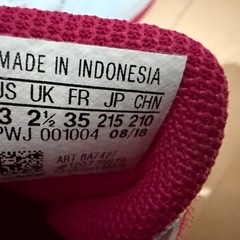 MADE IN INDONESIA
US UK FR JP CHN
3 2½ 35 215 210
PWJ 001004 08/18
ART